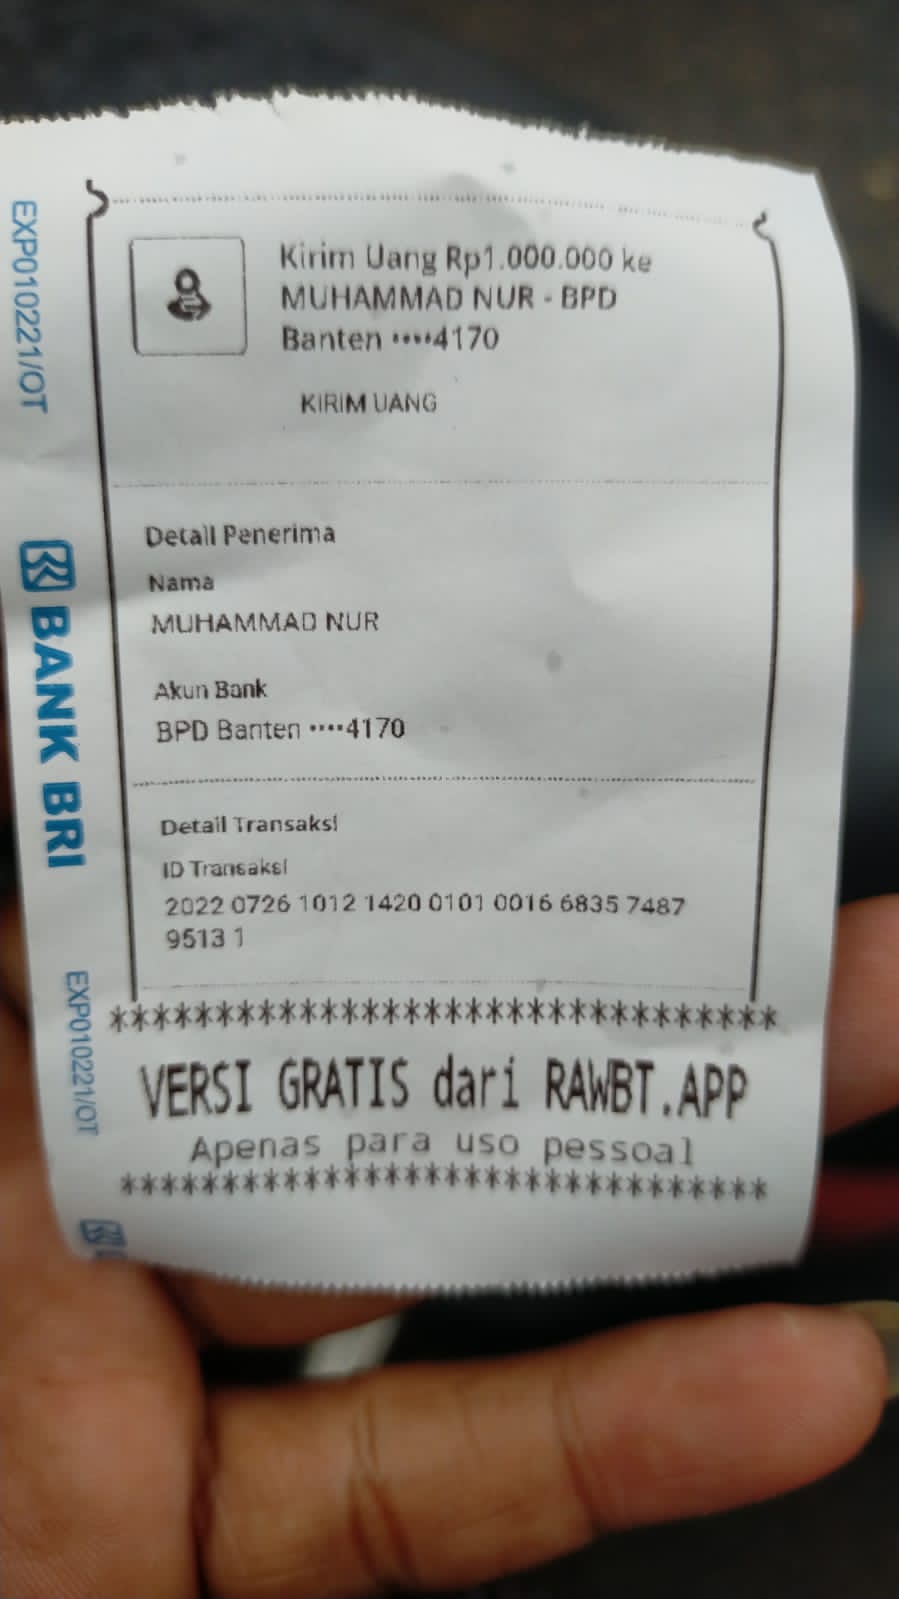 Kirim Uang Rp1.000.000 ke
MUHAMMAD NUR - BPD
Banten ····4170
KIRIM UANG
Detail Penerima
Nama
MUHAMMAD NUR
Akun Bank
BPD Banten ····4170
Detail Transaksi
ID Transaksi
2022 0726 1012 1420 0101 0016 6835 7487
9513 1
********************************
VERSI GRATIS dari RAWBT.APP
Apenas para uso pessoal
********************************
EXP010221/OT
BANK BRI
EXP010221/OT